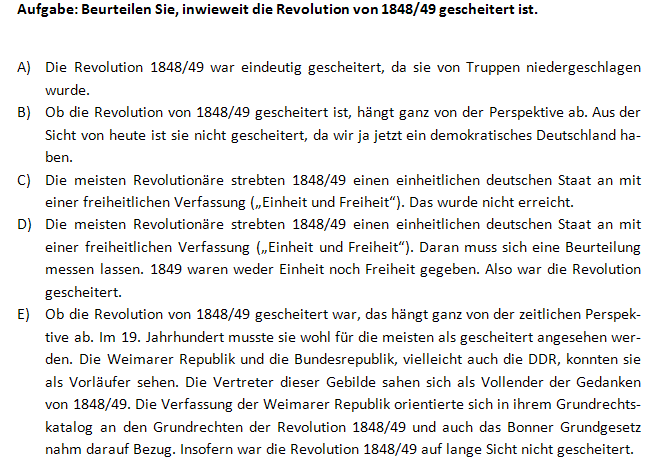 Aufgabe: Beurteilen Sie, inwieweit die Revolution von 1848/49 gescheitert ist.
A) Die Revolution 1848/49 war eindeutig gescheitert, da sie von Truppen niedergeschlagen
wurde.
B) Ob die Revolution von 1848/49 gescheitert ist, hängt ganz von der Perspektive ab. Aus der
Sicht von heute ist sie nicht gescheitert, da wir ja jetzt ein demokratisches Deutschland ha-
ben.
C) Die meisten Revolutionäre strebten 1848/49 einen einheitlichen deutschen Staat an mit
einer freiheitlichen Verfassung („Einheit und Freiheit“). Das wurde nicht erreicht.
D) Die meisten Revolutionäre strebten 1848/49 einen einheitlichen deutschen Staat an mit
einer freiheitlichen Verfassung („Einheit und Freiheit“). Daran muss sich eine Beurteilung
messen lassen. 1849 waren weder Einheit noch Freiheit gegeben. Also war die Revolution
gescheitert.
E) Ob die Revolution von 1848/49 gescheitert war, das hängt ganz von der zeitlichen Perspek-
tive ab. Im 19. Jahrhundert musste sie wohl für die meisten als gescheitert angesehen wer-
den. Die Weimarer Republik und die Bundesrepublik, vielleicht auch die DDR, konnten sie
als Vorläufer sehen. Die Vertreter dieser Gebilde sahen sich als Vollender der Gedanken
von 1848/49. Die Verfassung der Weimarer Republik orientierte sich in ihrem Grundrechts-
katalog an den Grundrechten der Revolution 1848/49 und auch das Bonner Grundgesetz
nahm darauf Bezug. Insofern war die Revolution 1848/49 auf lange Sicht nicht gescheitert.